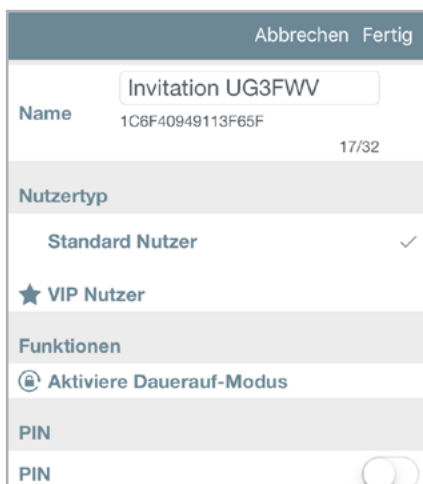 Abbrechen Fertig
Invitation UG3FWV
Name
1C6F40949113F65F
17/32
Nutzertyp
Standard Nutzer
VIP Nutzer
Funktionen
Aktiviere Dauerauf-Modus
PIN
PIN